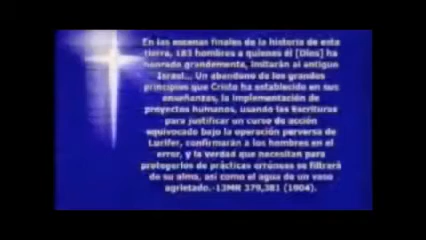 En las escenas finales de la historia de esta
tierra, 183 hombres a quienes él [Dios] ha
honrado grandemente, imitarán al antiguo
Israel... Un abandono de los grandes
principios que Cristo ha establecido en sus
enseñanzas, la implementación de
proyectos humanos, usando las Escrituras
para justificar un curso de acción
equivocado bajo la operación perversa de
Lucifer, confirmarán a los hombres en el
error, y la verdad que necesitan para
protegerlos de prácticas erróneas se filtrará
de su alma, así como el agua de un vaso
agrietado.-13MR 379,381 (1904).